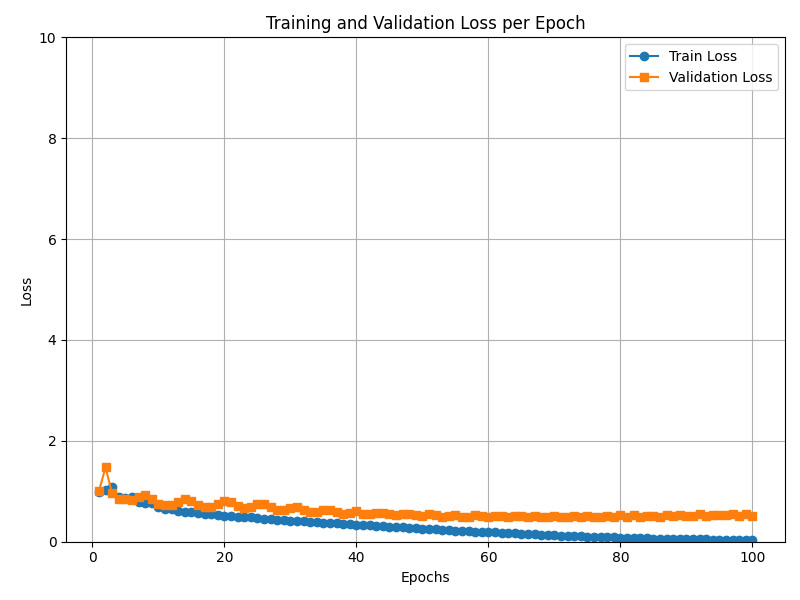 Training and Validation Loss per Epoch
Train Loss
Validation Loss
Loss
10
8
6
4
2
0
0 20 40 60 80 100
Epochs